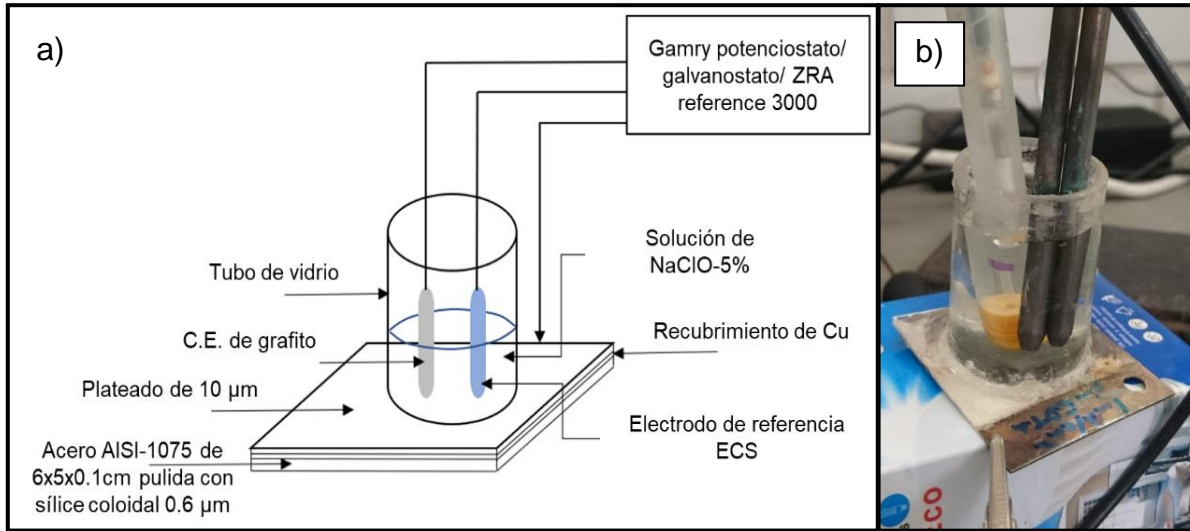 a)
Gamry potenciostato/
galvanostato/ ZRA
reference 3000
Tubo de vidrio
C.E. de grafito
Plateado de 10 µm
Acero AISI-1075 de
6x5x0.1cm pulida con
sílice coloidal 0.6 µm
Solución de
NaClO-5%
Recubrimiento de Cu
Electrodo de referencia
ECS
b)
ECO